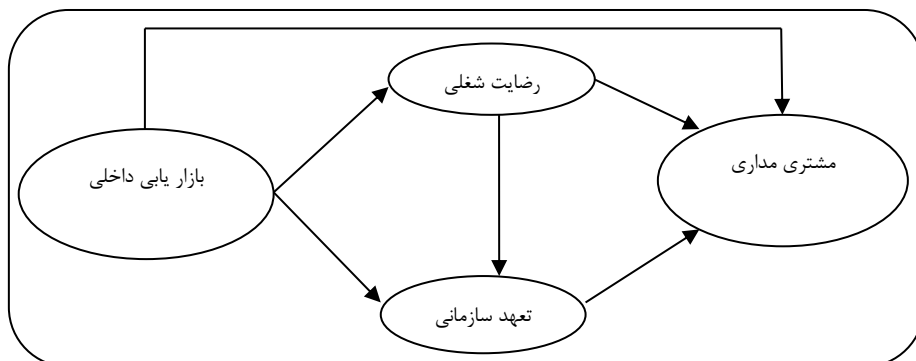 رضایت شغلی
مشتری مداری
بازار یابی داخلی
تعهد سازمانی